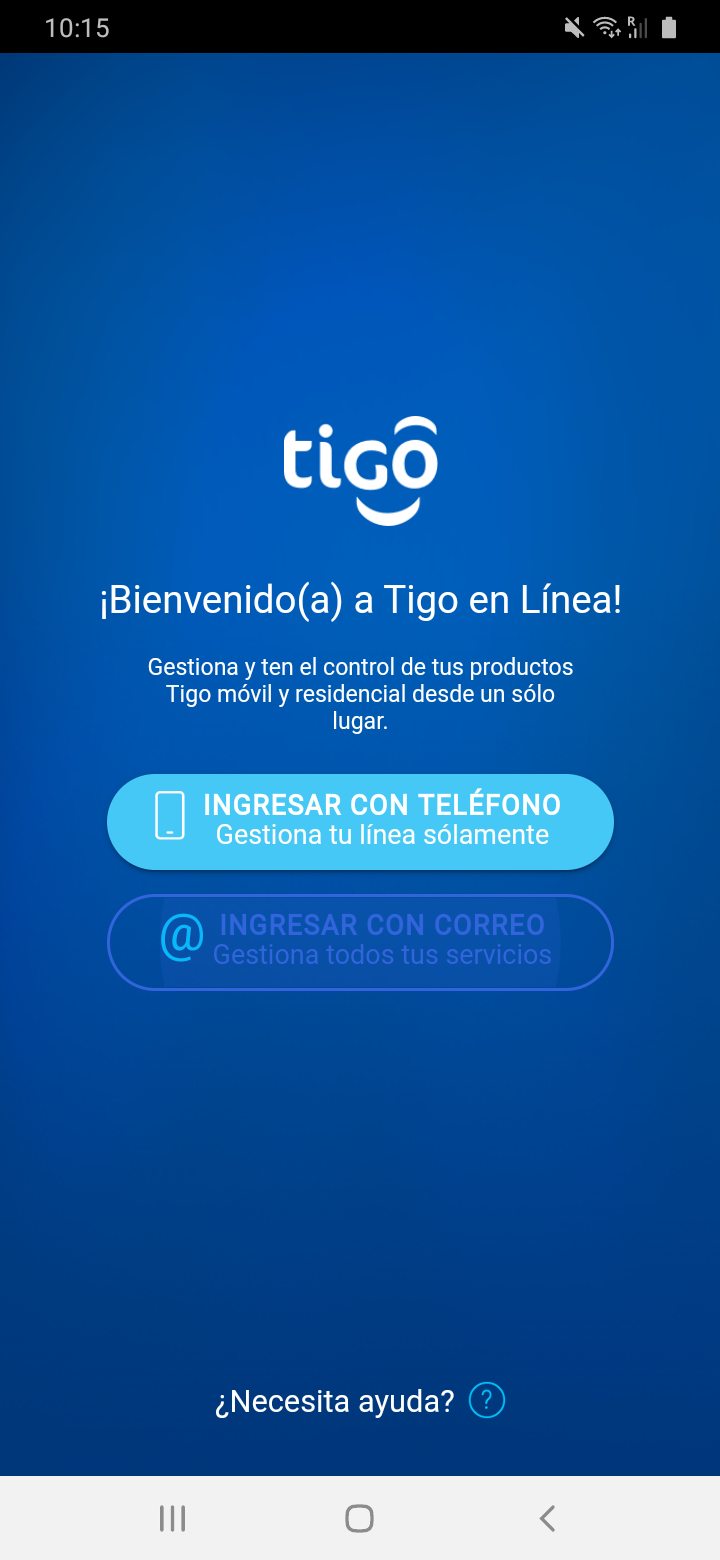 10:15
R
tigo
¡Bienvenido(a) a Tigo en Línea!
Gestiona y ten el control de tus productos
Tigo móvil y residencial desde un sólo
lugar.
INGRESAR CON TELÉFONO
Gestiona tu línea sólamente
@ INGRESAR CON CORREO
Gestiona todos tus servicios
¿Necesita ayuda? ?